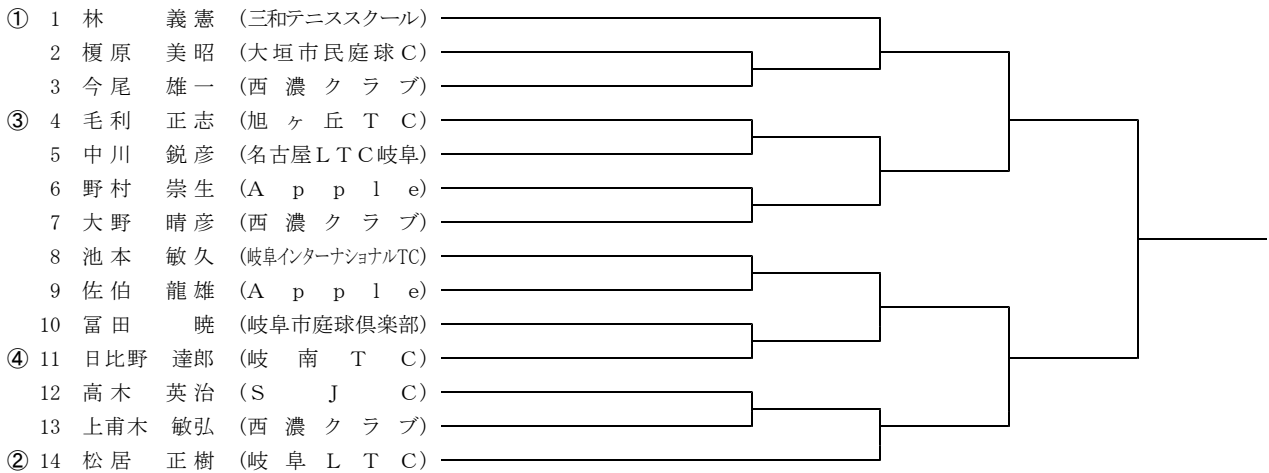 ① 1 林 義憲 (三和テニススクール)
2 榎原 美昭 (大垣市民庭球C)
3 今尾 雄一 (西濃クラブ)
③ 4 毛利 正志 (旭ヶ丘TC)
5 中川 鋭彦 (名古屋LTC岐阜)
6 野村 崇生 (Apple)
7 大野 晴彦 (西濃クラブ)
8 池本 敏久 (岐阜インターナショナルTC)
9 佐伯 龍雄 (Apple)
10 冨田 暁 (岐阜市庭球倶楽部)
④ 11 日比野 達郎 (岐南TC)
12 高木 英治 (SJC)
13 上甫木 敏弘 (西濃クラブ)
② 14 松居 正樹 (岐阜LTC)